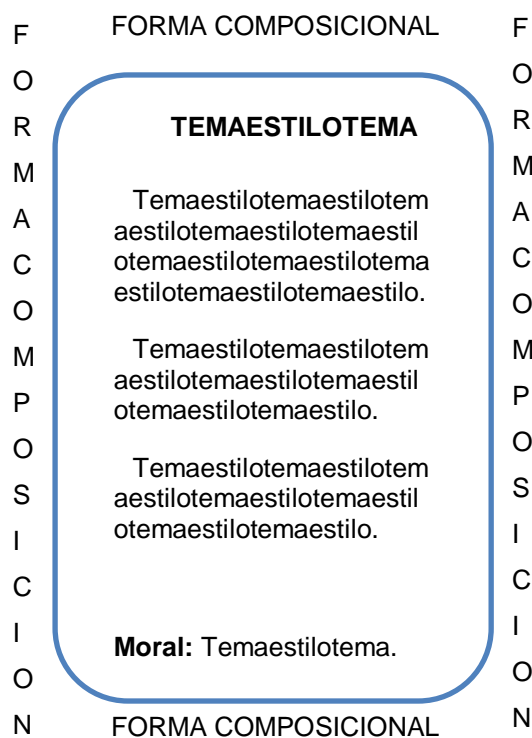 FORMA COMPOSICIONAL
F
O
R
M
A
C
O
M
P
O
S
I
C
I
O
N
TEMAESTILOTEMA
Temaestilotemaestilotem
aestilotemaestilotemaestil
otemaestilotemaestilotema
estilotemaestilotemaestilo.
Temaestilotemaestilotem
aestilotemaestilotemaestil
otemaestilotemaestilo.
Temaestilotemaestilotem
aestilotemaestilotemaestil
otemaestilotemaestilo.
Moral: Temaestilotema.
F
O
R
M
A
C
O
M
P
O
S
I
C
I
O
N
FORMA COMPOSICIONAL